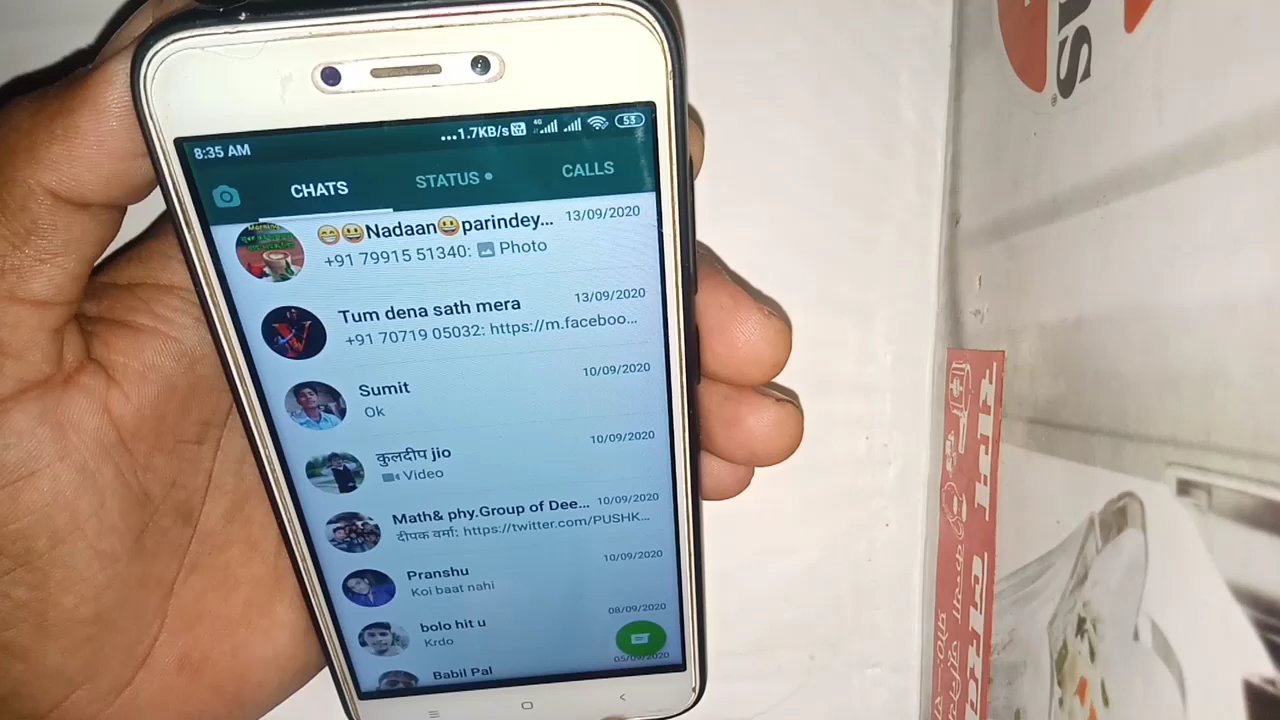 8:35 AM
...1.7KB/s 4G 53
CHATS
STATUS
CALLS
😁😃Nadaan😃parindey... 13/09/2020
+91 79915 51340: Photo
Tum dena sath mera 13/09/2020
+91 70719 05032: https://m.faceboo...
Sumit 10/09/2020
Ok
कुलदीप jio 10/09/2020
Video
Math& phy.Group of Dee... 10/09/2020
दीपक वर्मा: https://twitter.com/PUSHK...
Pranshu 10/09/2020
Koi baat nahi
bolo hit u 08/09/2020
Krdo
Babil Pal 05/09/2020